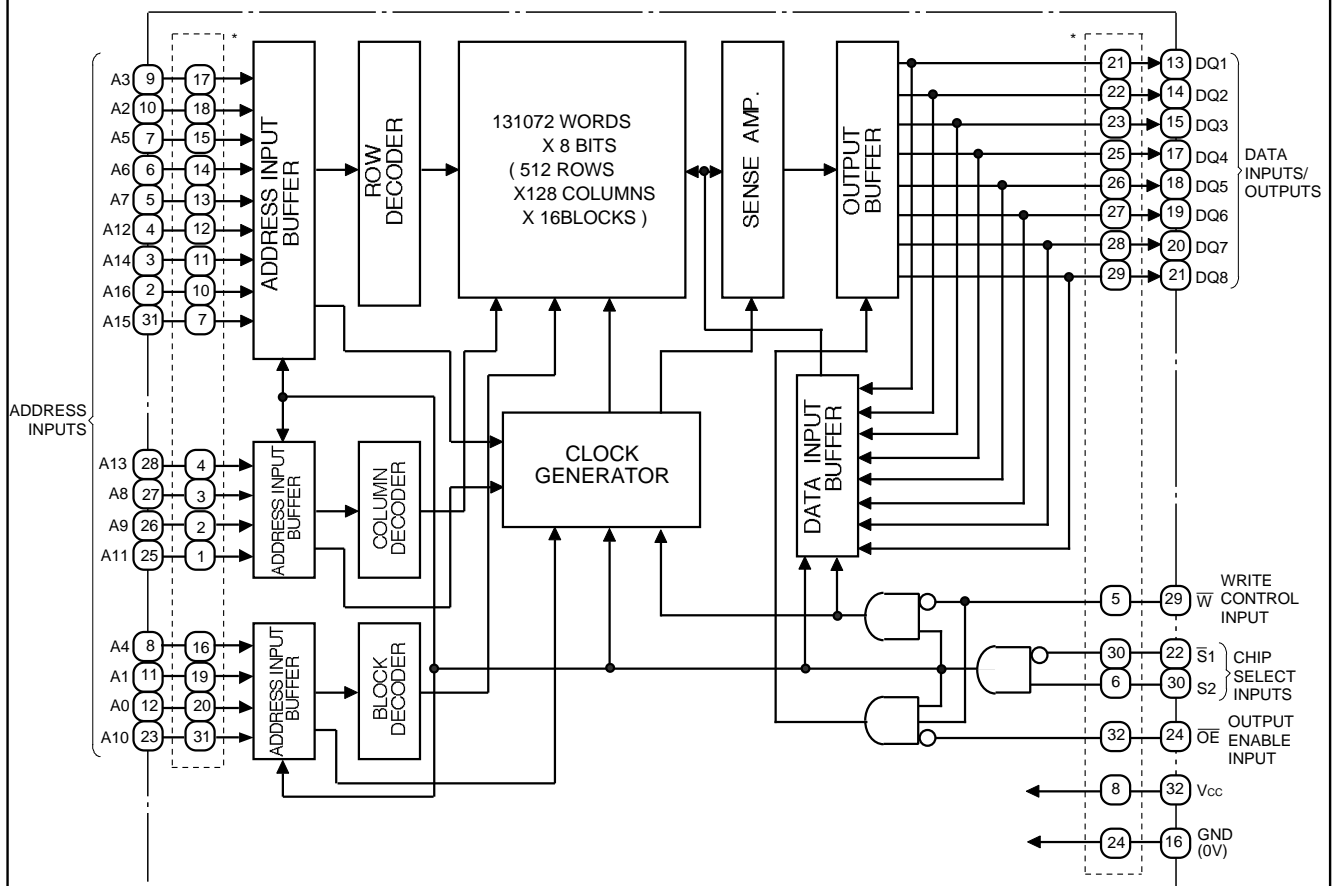 ADDRESS
INPUTS
*
A3 9 17
A2 10 18
A5 7 15
A6 6 14
A7 5 13
A12 4 12
A14 3 11
A16 2 10
A15 31 7
A13 28 4
A8 27 3
A9 26 2
A11 25 1
A4 8 16
A1 11 19
A0 12 20
A10 23 31
ADDRESS INPUT
BUFFER
ROW
DECODER
131072 WORDS
X 8 BITS
( 512 ROWS
X128 COLUMNS
X 16BLOCKS )
SENSE AMP.
OUTPUT
BUFFER
ADDRESS INPUT
BUFFER
COLUMN
DECODER
CLOCK
GENERATOR
DATA INPUT
BUFFER
ADDRESS INPUT
BUFFER
BLOCK
DECODER
*
21 13 DQ1
22 14 DQ2
23 15 DQ3
25 17 DQ4
26 18 DQ5
27 19 DQ6
28 20 DQ7
29 21 DQ8
DATA
INPUTS/
OUTPUTS
5 29 W̅
WRITE
CONTROL
INPUT
30 22 S̅1
6 30 S2
CHIP
SELECT
INPUTS
32 24 O̅E̅
OUTPUT
ENABLE
INPUT
8 32 Vcc
24 16 GND
(0V)